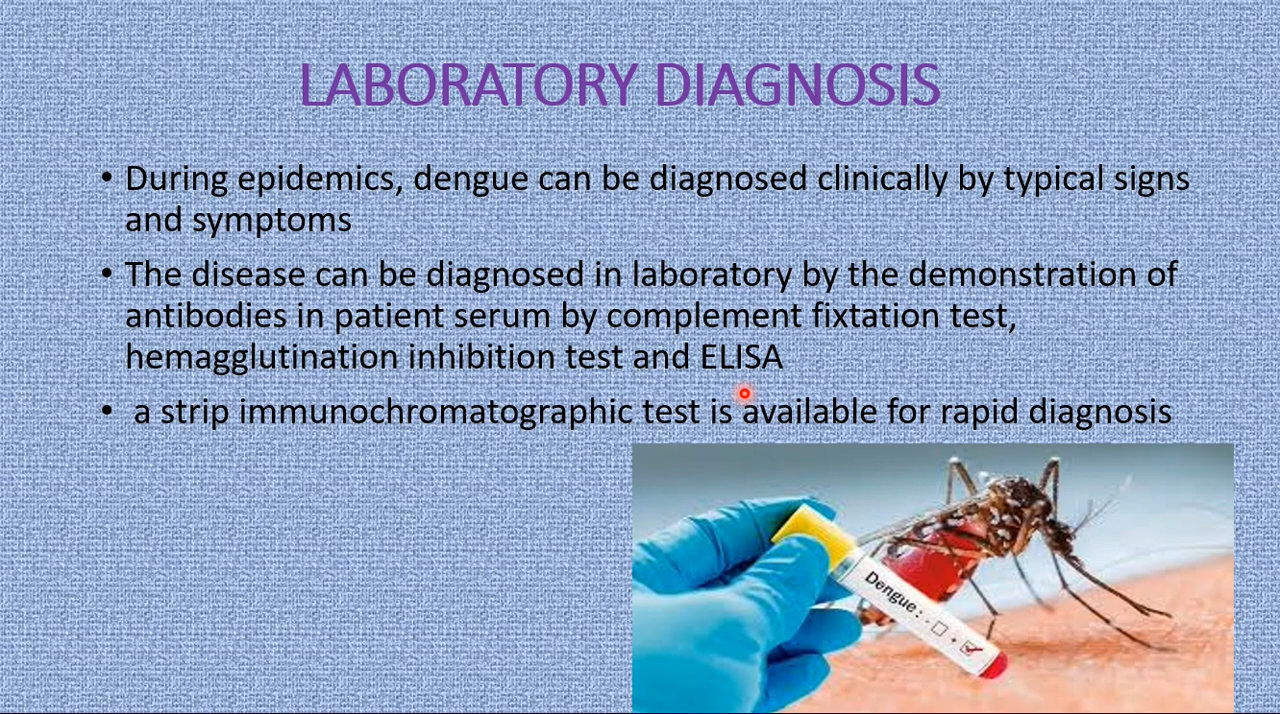 LABORATORY DIAGNOSIS
• During epidemics, dengue can be diagnosed clinically by typical signs
and symptoms
• The disease can be diagnosed in laboratory by the demonstration of
antibodies in patient serum by complement fixtation test,
hemagglutination inhibition test and ELISA
• a strip immunochromatographic test is available for rapid diagnosis
Dengue : - ☐ + ☑